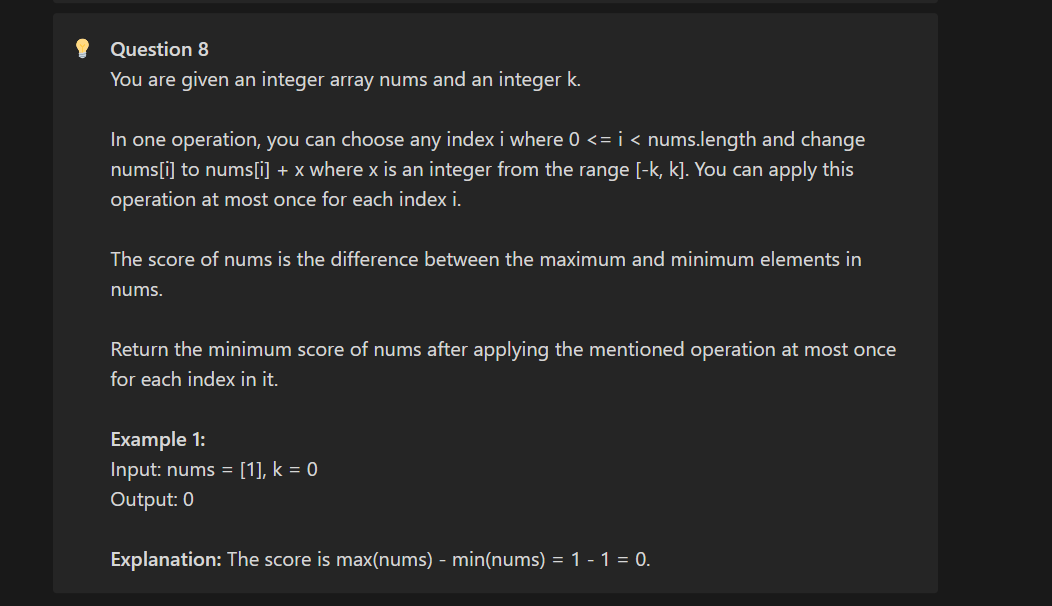 Question 8
You are given an integer array nums and an integer k.
In one operation, you can choose any index i where 0 <= i < nums.length and change
nums[i] to nums[i] + x where x is an integer from the range [-k, k]. You can apply this
operation at most once for each index i.
The score of nums is the difference between the maximum and minimum elements in
nums.
Return the minimum score of nums after applying the mentioned operation at most once
for each index in it.
Example 1:
Input: nums = [1], k = 0
Output: 0
Explanation: The score is max(nums) - min(nums) = 1 - 1 = 0.